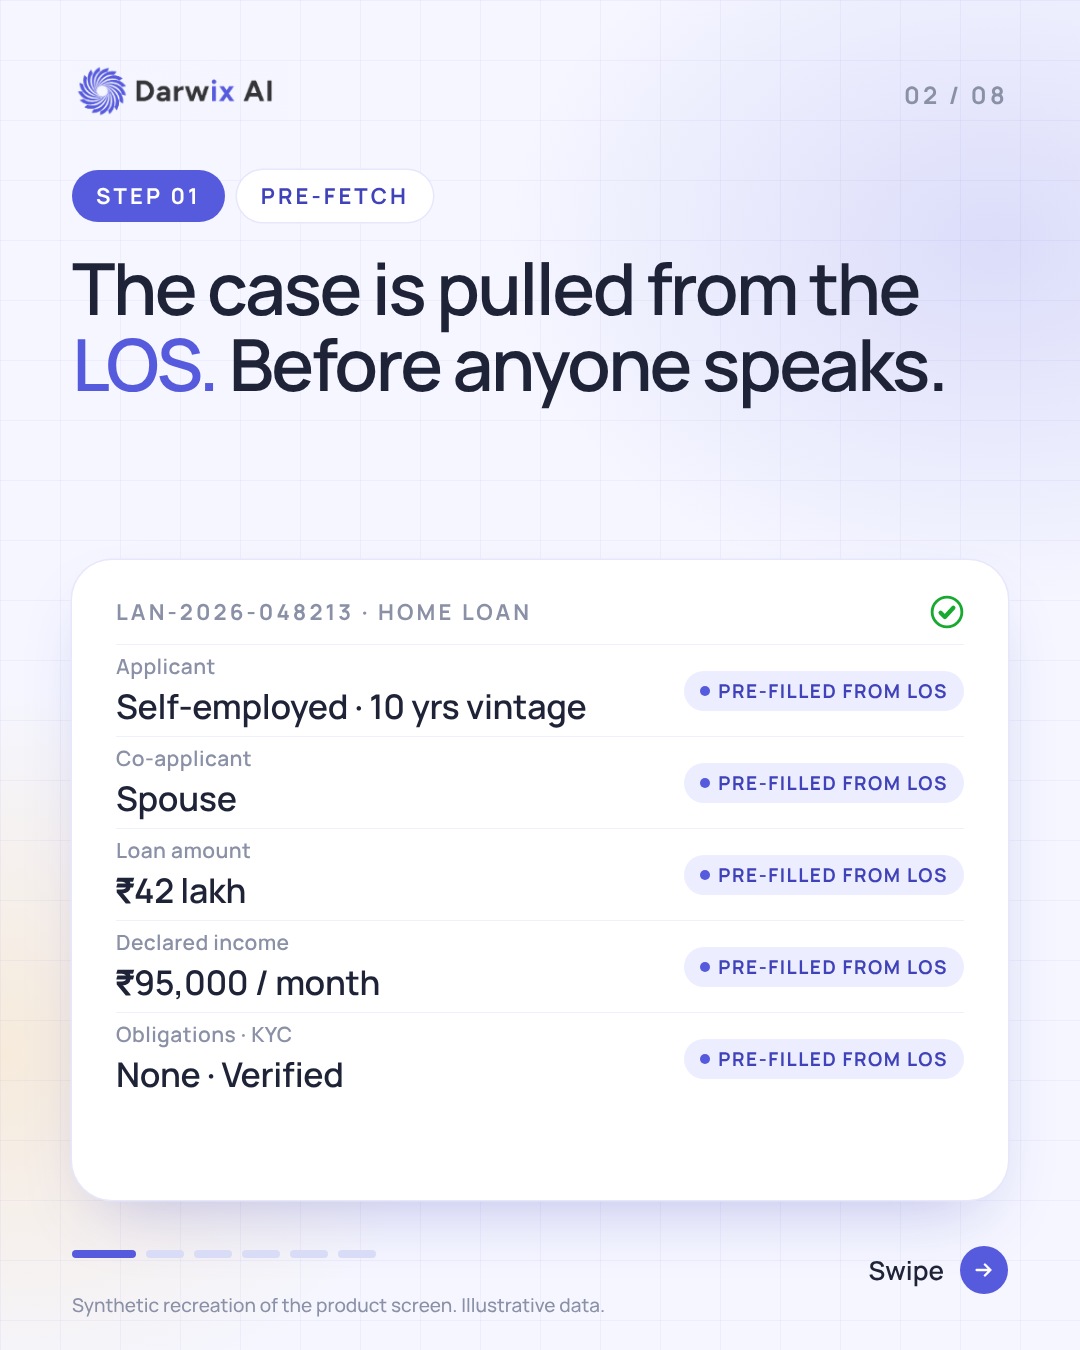 Darwix AI
02 / 08
STEP 01
PRE-FETCH
The case is pulled from the
LOS. Before anyone speaks.
LAN-2026-048213 · HOME LOAN
Applicant
Self-employed · 10 yrs vintage
PRE-FILLED FROM LOS
Co-applicant
Spouse
PRE-FILLED FROM LOS
Loan amount
₹42 lakh
PRE-FILLED FROM LOS
Declared income
₹95,000 / month
PRE-FILLED FROM LOS
Obligations · KYC
None · Verified
PRE-FILLED FROM LOS
Swipe
Synthetic recreation of the product screen. Illustrative data.